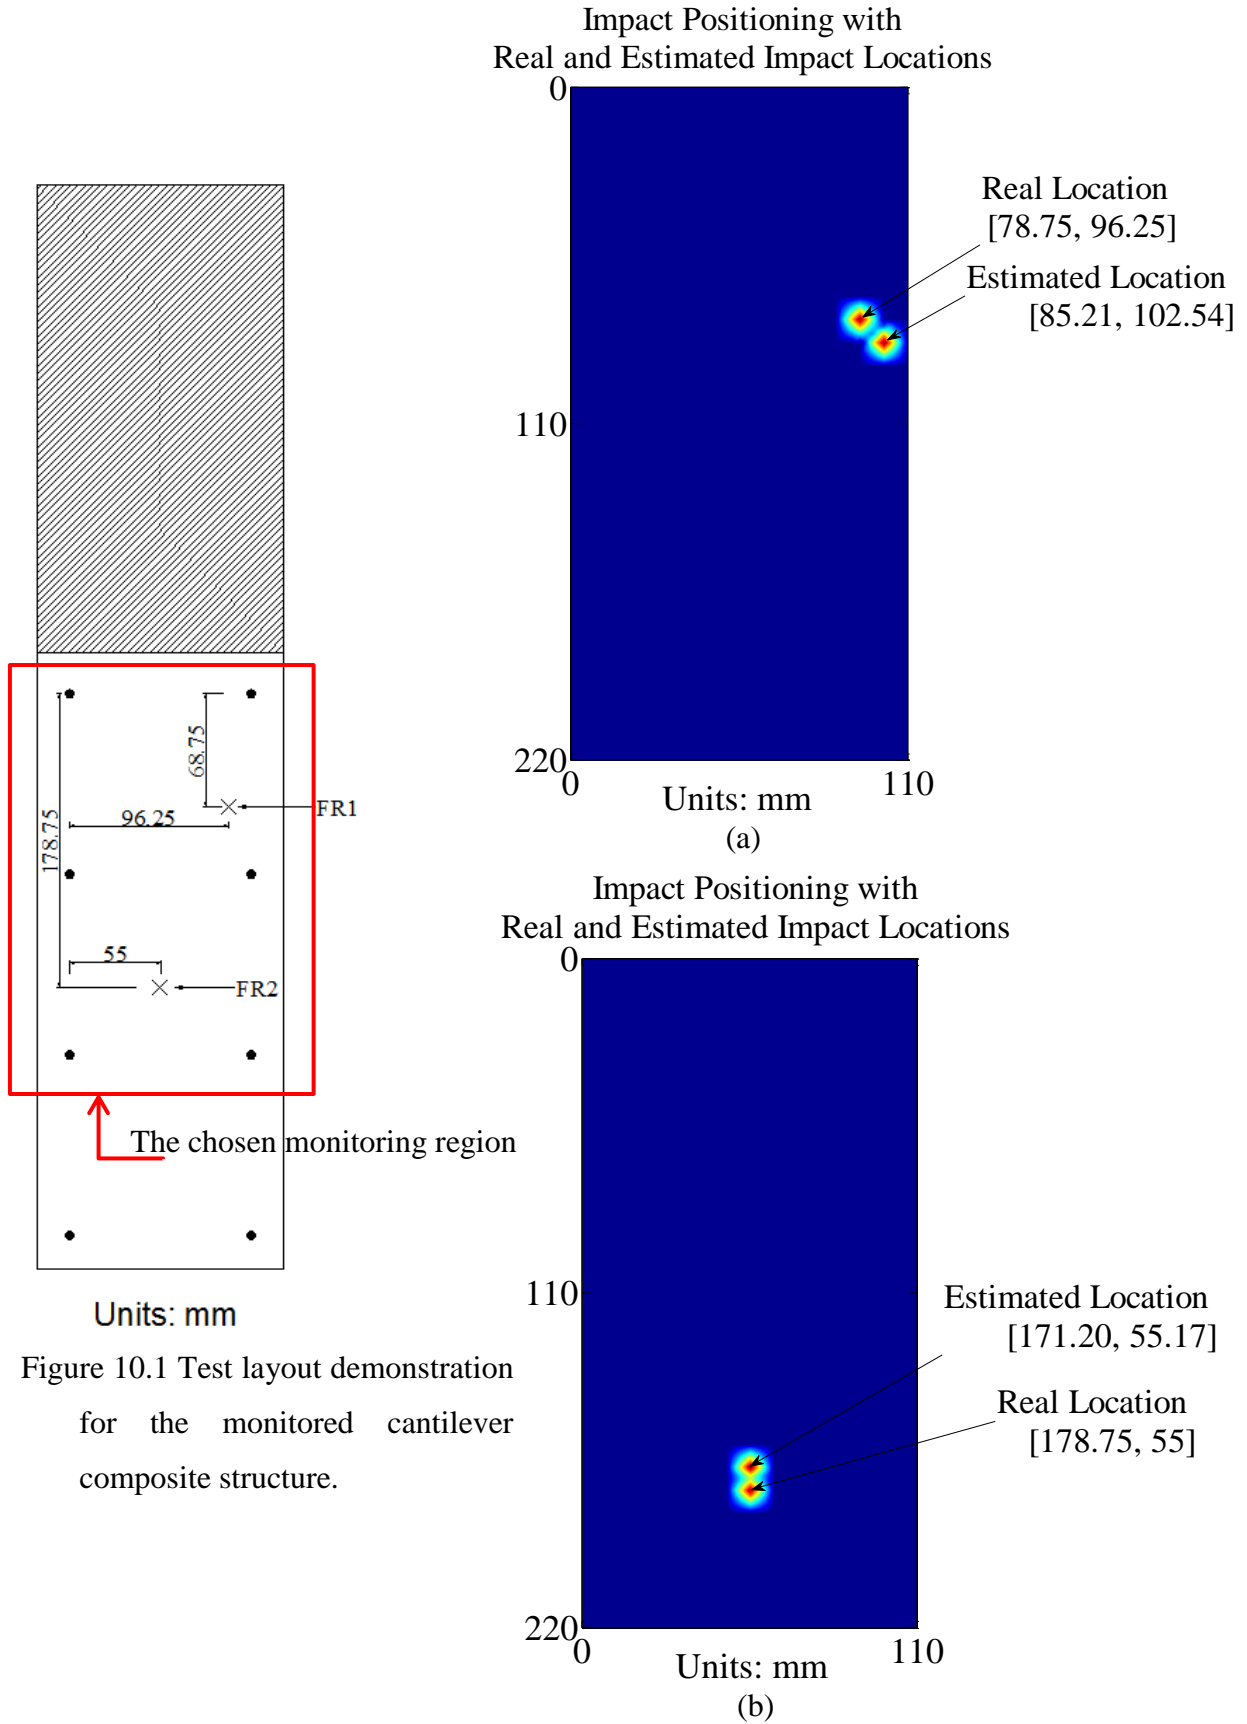 68.75
FR1
96.25
178.75
55
FR2
The chosen monitoring region
Units: mm
Figure 10.1 Test layout demonstration
for the monitored cantilever
composite structure.
Impact Positioning with
Real and Estimated Impact Locations
0
Real Location
[78.75, 96.25]
Estimated Location
[85.21, 102.54]
110
220
0
110
Units: mm
(a)
Impact Positioning with
Real and Estimated Impact Locations
0
110
Estimated Location
[171.20, 55.17]
Real Location
[178.75, 55]
220
0
110
Units: mm
(b)